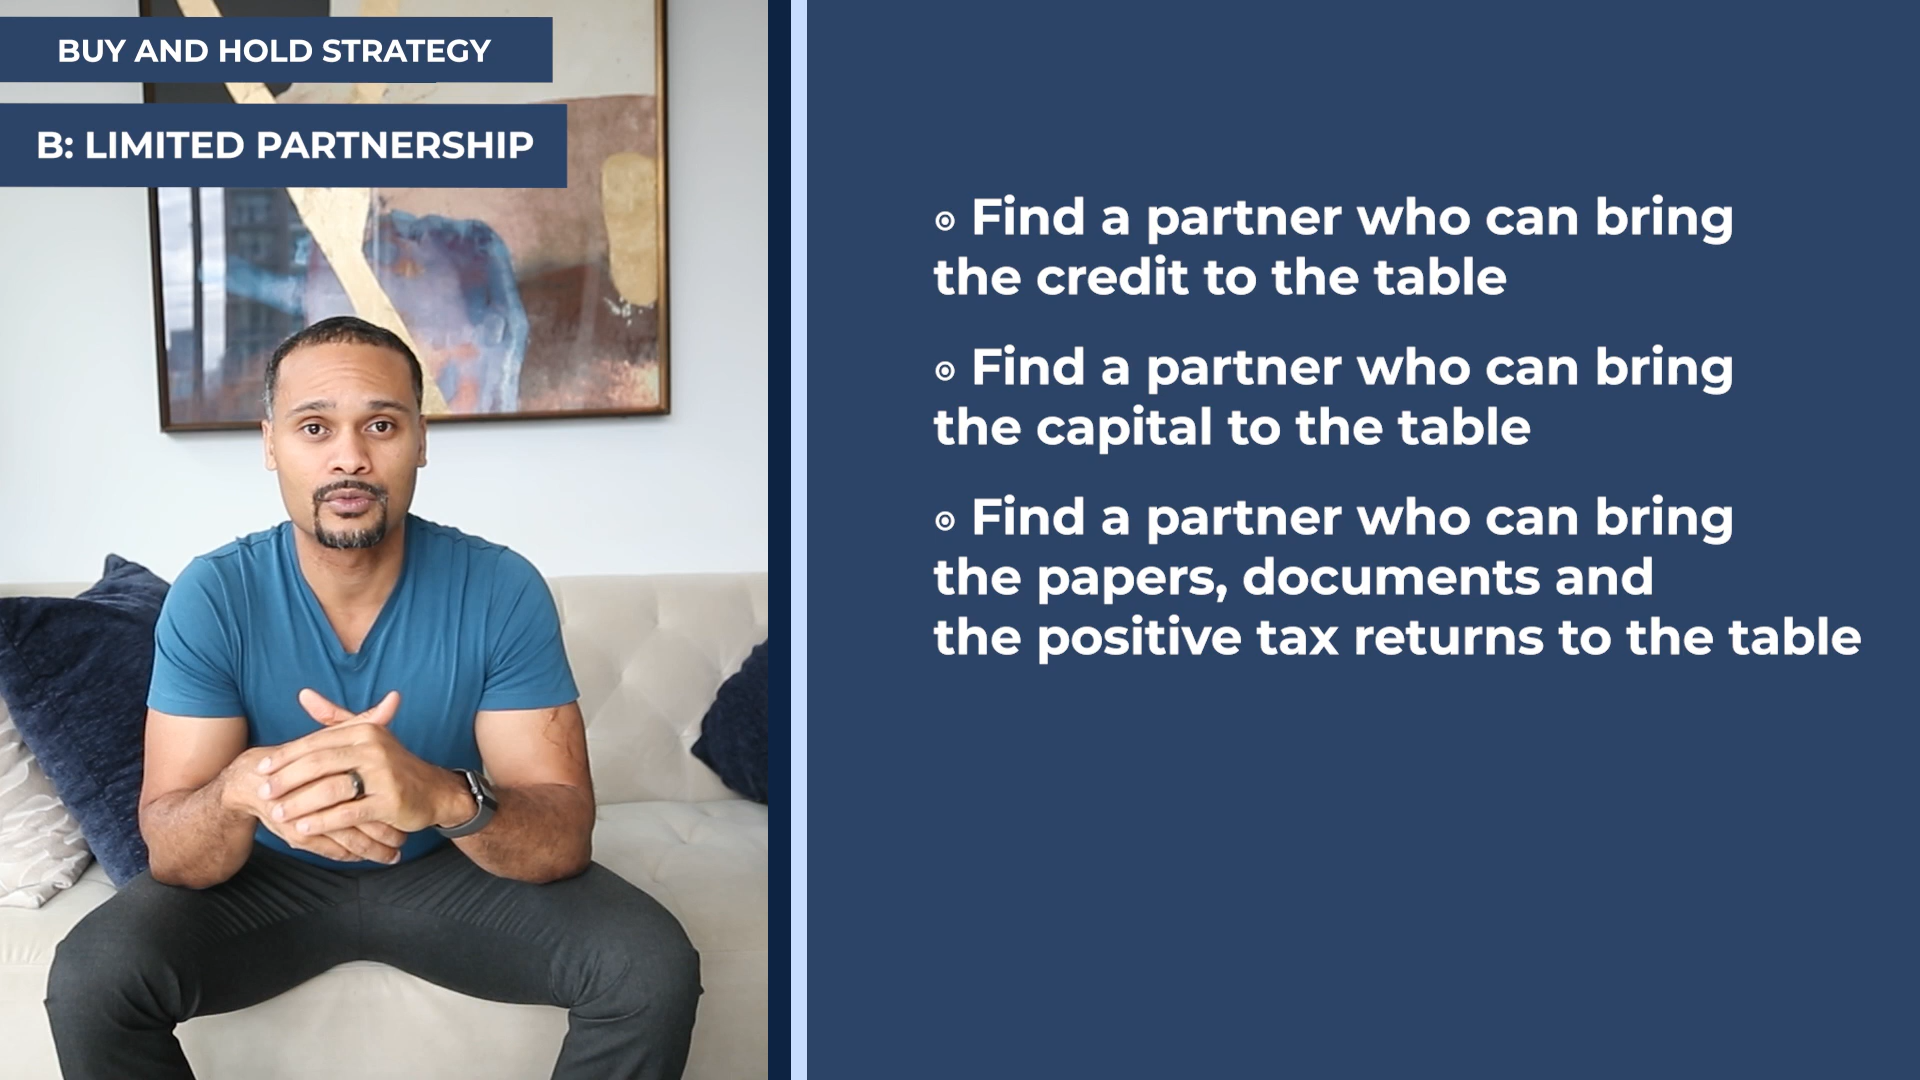 BUY AND HOLD STRATEGY
B: LIMITED PARTNERSHIP
⦾ Find a partner who can bring
the credit to the table
⦾ Find a partner who can bring
the capital to the table
⦾ Find a partner who can bring
the papers, documents and
the positive tax returns to the table